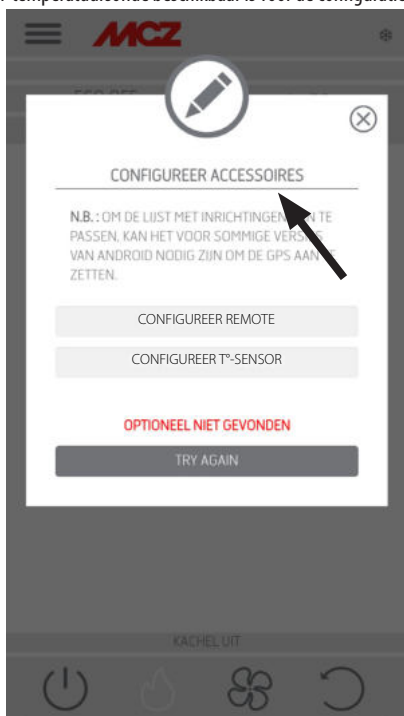 MCZ
CONFIGUREER ACCESSOIRES
N.B. : OM DE LIJST MET INRICHTINGEN TE
PASSEN, KAN HET VOOR SOMMIGE
VAN ANDROID NODIG ZIJN OM DE GPS AAN
ZETTEN.
CONFIGUREER REMOTE
CONFIGUREER T°-SENSOR
OPTIONEEL NIET GEVONDEN
TRY AGAIN
KACHEL UIT